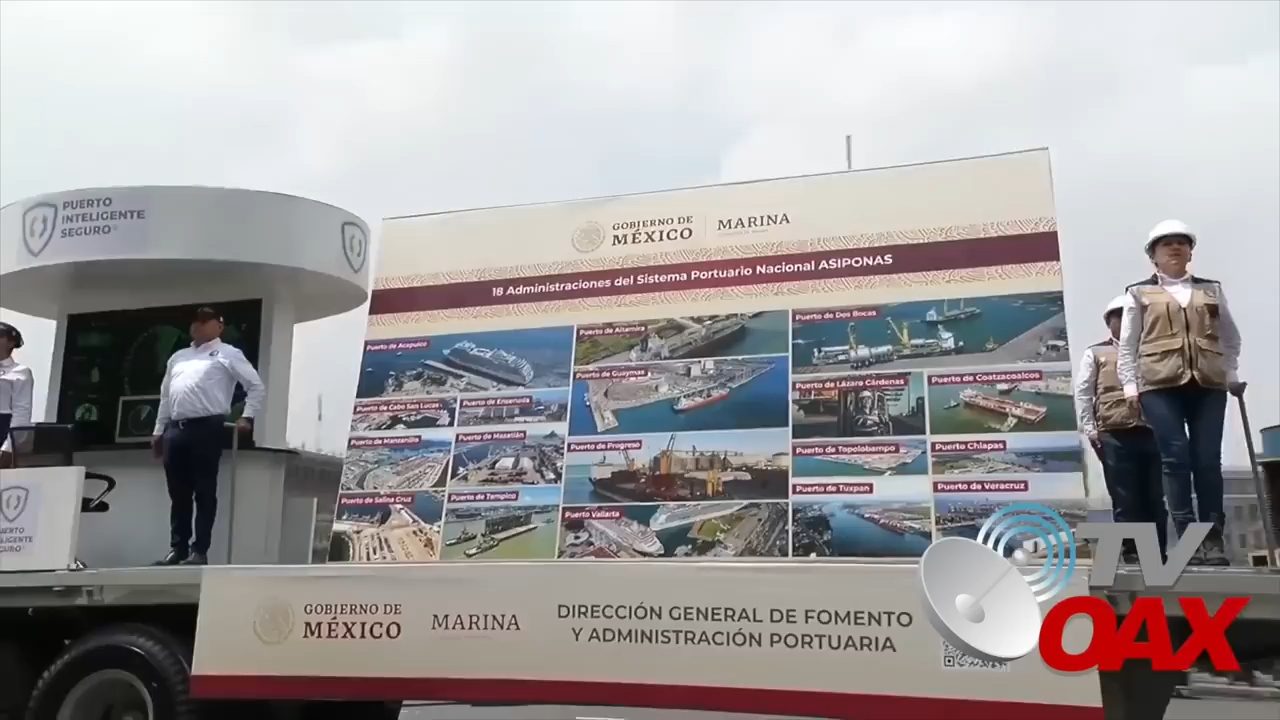 PUERTO
INTELIGENTE
SEGURO
GOBIERNO DE
MÉXICO
MARINA
18 Administraciones del Sistema Portuario Nacional ASIPONAS
Puerto de Acapulco
Puerto de Altamira
Puerto de Dos Bocas
Puerto de Guaymas
Puerto de Lázaro Cárdenas
Puerto de Coatzacoalcos
Puerto de Cabo San Lucas
Puerto de Ensenada
Puerto de Manzanillo
Puerto de Mazatlán
Puerto de Progreso
Puerto de Topolobampo
Puerto Chiapas
Puerto de Salina Cruz
Puerto de Tampico
Puerto Vallarta
Puerto de Tuxpan
Puerto de Veracruz
PUERTO
INTELIGENTE
SEGURO
GOBIERNO DE
MÉXICO
MARINA
DIRECCIÓN GENERAL DE FOMENTO
Y ADMINISTRACIÓN PORTUARIA
TV
OAX